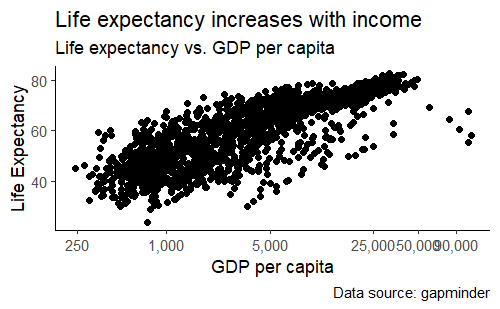 Life expectancy increases with income
Life expectancy vs. GDP per capita
Life Expectancy
80
60
40
250 1,000 5,000 25,000 50,000 90,000
GDP per capita
Data source: gapminder